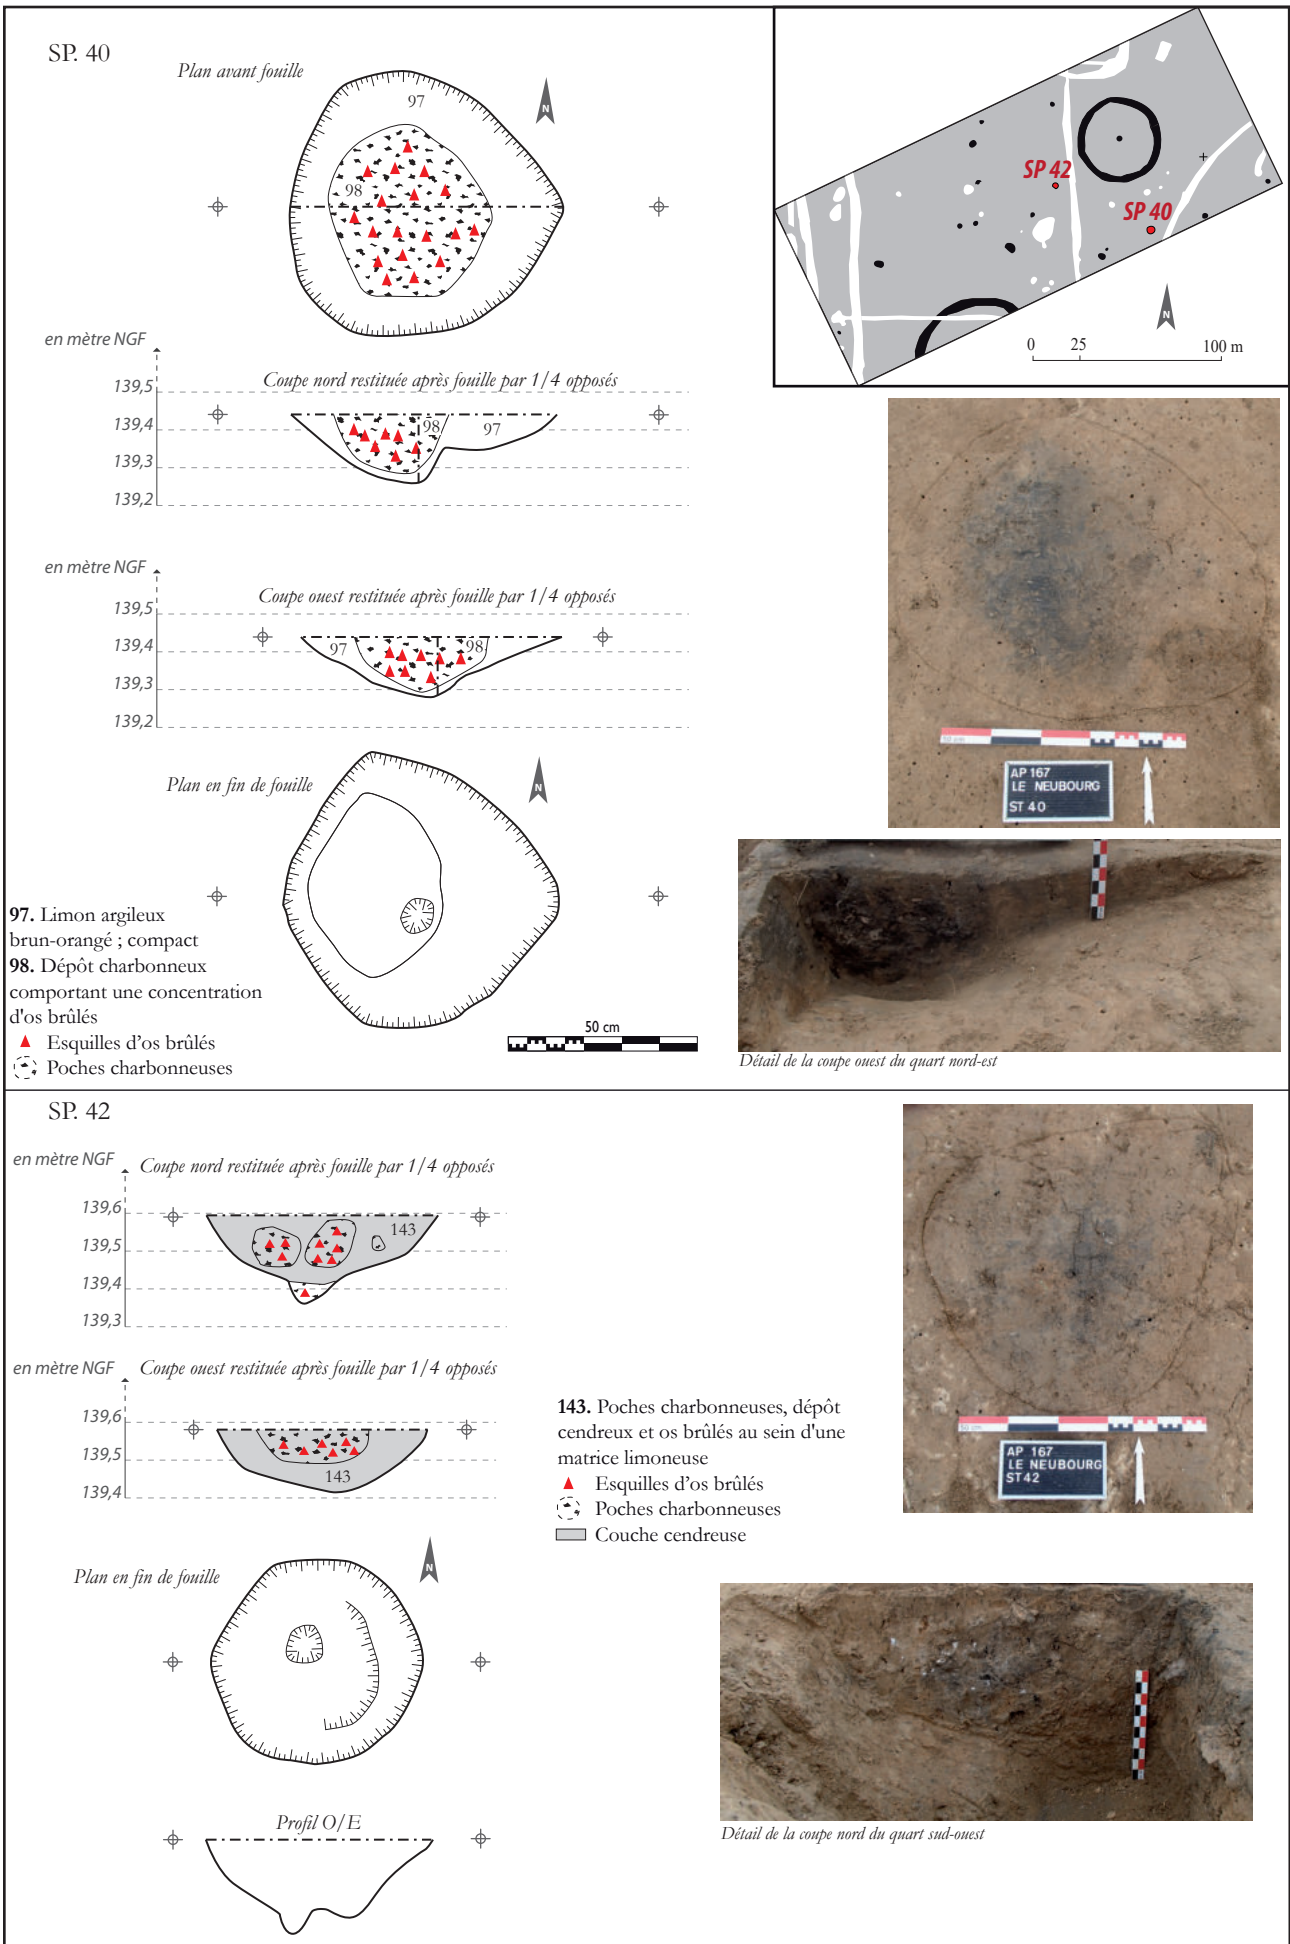 SP. 40
Plan avant fouille
97
98
N
SP 42
SP 40
N
0 25 100 m
en mètre NGF
Coupe nord restituée après fouille par 1/4 opposés
139,5
139,4
139,3
139,2
98
97
en mètre NGF
Coupe ouest restituée après fouille par 1/4 opposés
139,5
139,4
139,3
139,2
97
98
50 cm
AP 167
LE NEUBOURG
ST 40
Plan en fin de fouille
N
97. Limon argileux
brun-orangé ; compact
98. Dépôt charbonneux
comportant une concentration
d'os brûlés
Esquilles d'os brûlés
Poches charbonneuses
50 cm
Détail de la coupe ouest du quart nord-est
SP. 42
en mètre NGF
Coupe nord restituée après fouille par 1/4 opposés
139,6
139,5
139,4
139,3
143
en mètre NGF
Coupe ouest restituée après fouille par 1/4 opposés
139,6
139,5
139,4
143
143. Poches charbonneuses, dépôt
cendreux et os brûlés au sein d'une
matrice limoneuse
Esquilles d'os brûlés
Poches charbonneuses
Couche cendreuse
50 cm
AP 167
LE NEUBOURG
ST 42
Plan en fin de fouille
N
Profil O/E
Détail de la coupe nord du quart sud-ouest